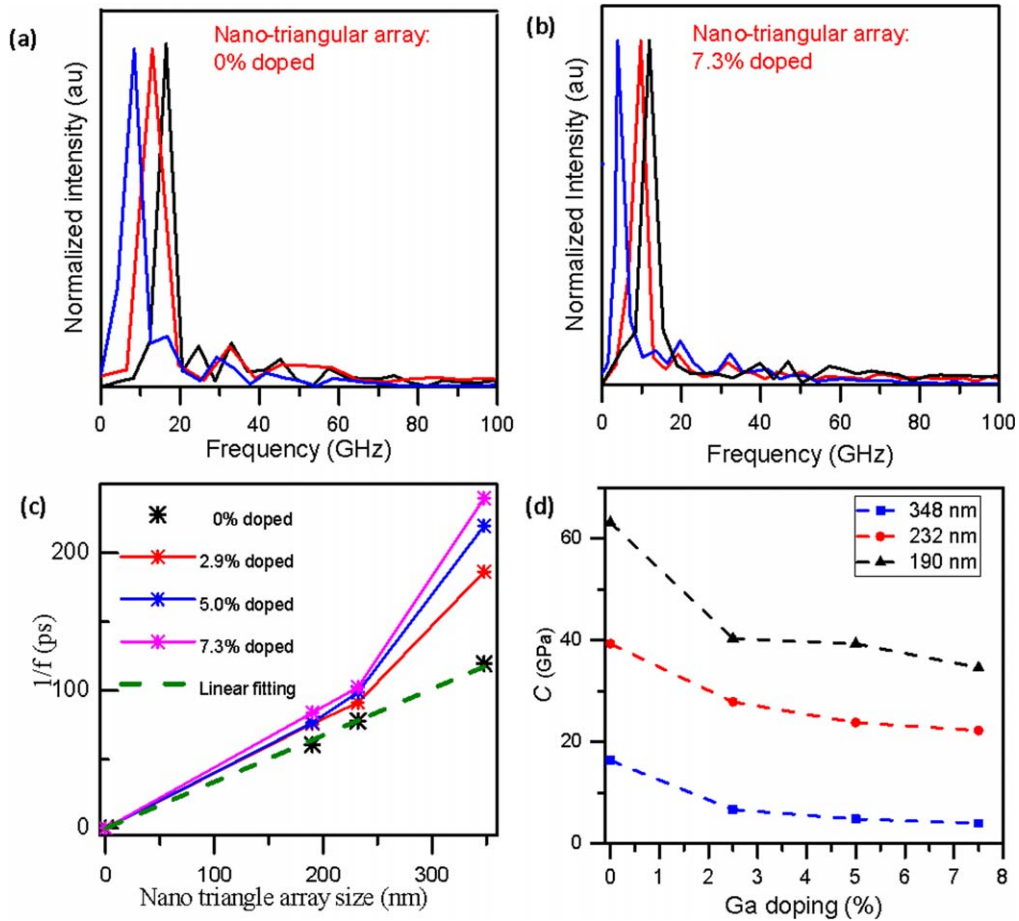 (a)
Nano-triangular array:
0% doped
Normalized intensity (au)
0
20
40
60
80
100
Frequency (GHz)
(b)
Nano-triangular array:
7.3% doped
Normalized Intensity (au)
0
20
40
60
80
100
Frequency (GHz)
(c)
0% doped
2.9% doped
5.0% doped
7.3% doped
Linear fitting
1/f (ps)
200
100
0
0
100
200
300
Nano triangle array size (nm)
(d)
348 nm
232 nm
190 nm
C (GPa)
60
40
20
0
0
1
2
3
4
5
6
7
8
Ga doping (%)